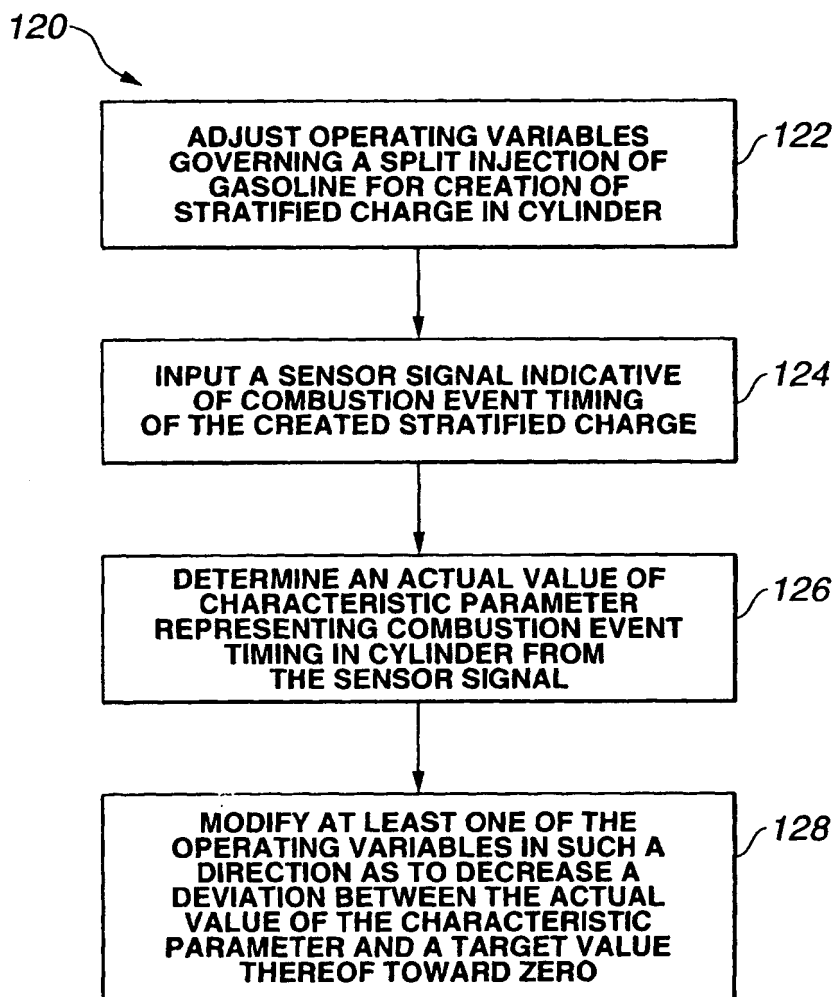 120
ADJUST OPERATING VARIABLES
GOVERNING A SPLIT INJECTION OF
GASOLINE FOR CREATION OF
STRATIFIED CHARGE IN CYLINDER
122
INPUT A SENSOR SIGNAL INDICATIVE
OF COMBUSTION EVENT TIMING
OF THE CREATED STRATIFIED CHARGE
124
DETERMINE AN ACTUAL VALUE OF
CHARACTERISTIC PARAMETER
REPRESENTING COMBUSTION EVENT
TIMING IN CYLINDER FROM
THE SENSOR SIGNAL
126
MODIFY AT LEAST ONE OF THE
OPERATING VARIABLES IN SUCH A
DIRECTION AS TO DECREASE A
DEVIATION BETWEEN THE ACTUAL
VALUE OF THE CHARACTERISTIC
PARAMETER AND A TARGET VALUE
THEREOF TOWARD ZERO
128